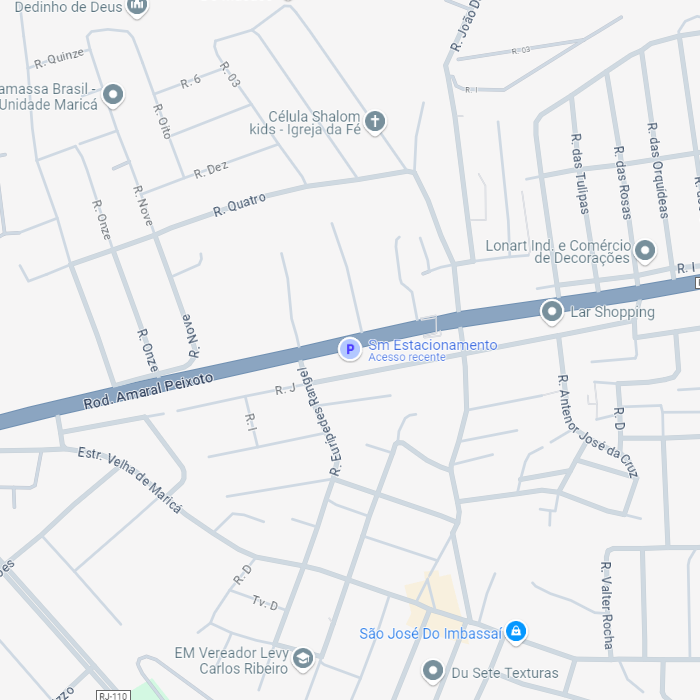 Dedinho de Deus
R. João D
R. Quinze
R. 6
R. 03
R. 03
amassa Brasil -
Unidade Maricá
R. I
R. Oito
Célula Shalom
kids - Igreja da Fé
R. das Tulipas
R. das Rosas
R. das Orquideas
R. Dez
R. Onze
R. Nove
R. Quatro
Lonart Ind. e Comércio
de Decorações
R. I
Lar Shopping
R. Nove
R. Onze
Sm Estacionamento
Acesso recente
Rod. Amaral Peixoto
R. J
R. Euripedes Rangel
R. I
R. Antenor José da Cruz
R. D
Estr. Velha de Maricá
R. D
R. Valter Rocha
Tv. D
São José Do Imbassaí
EM Vereador Levy
Carlos Ribeiro
Du Sete Texturas
RJ-110